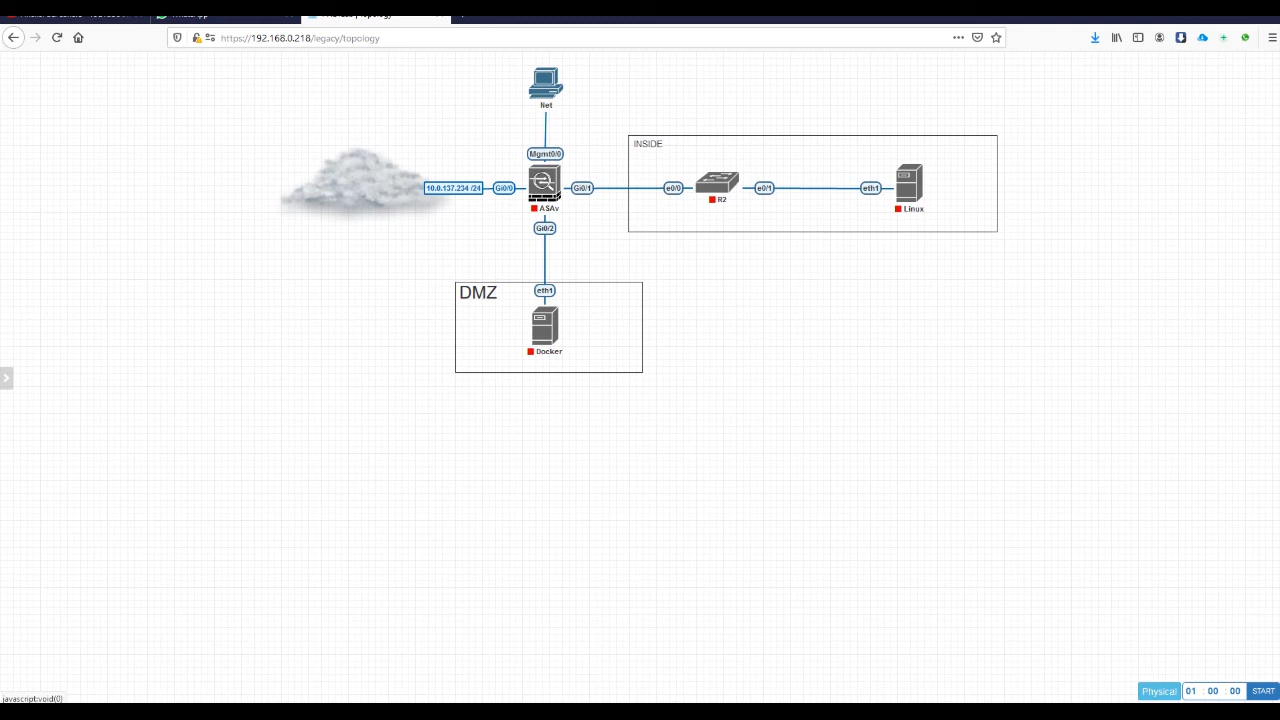 https://192.168.0.218/legacy/topology
Net
Mgmt0/0
INSIDE
10.0.137.234 /24
Gi0/0
Gi0/1
e0/0
e0/1
eth1
ASAv
R2
Linux
Gi0/2
DMZ
eth1
Docker
javascript:void(0)
Physical
01 : 00 : 00
START